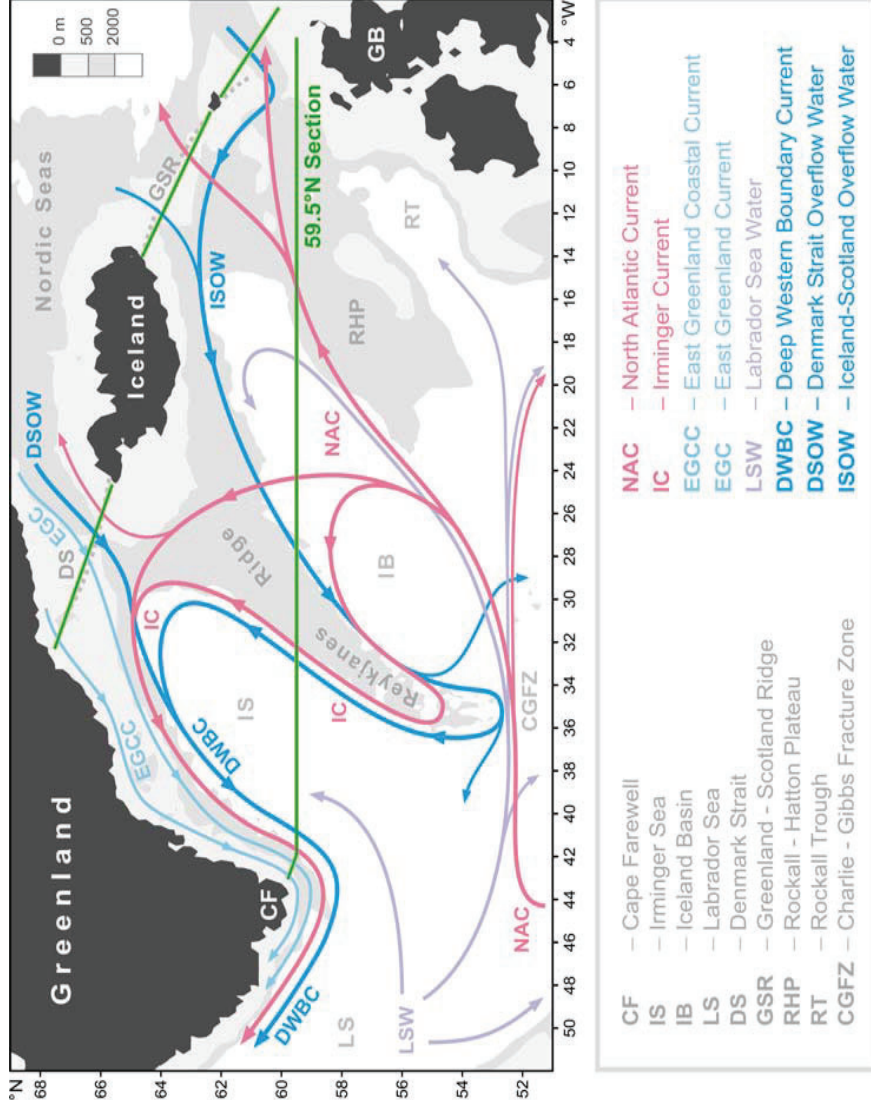 °N
68
66
64
62
60
58
56
54
52
50
48
46
44
42
40
38
36
34
32
30
28
26
24
22
20
18
16
14
12
10
8
6
4
°W
0 m
500
2000
Greenland
Iceland
Nordic Seas
GB
CF
DS
GSR
EGC
EGCC
DSOW
ISOW
IC
IC
IS
Reykjanes Ridge
IB
RHP
RT
NAC
NAC
59.5°N Section
DWBC
DWBC
LS
LSW
CGFZ
CF – Cape Farewell
IS – Irminger Sea
IB – Iceland Basin
LS – Labrador Sea
DS – Denmark Strait
GSR – Greenland - Scotland Ridge
RHP – Rockall - Hatton Plateau
RT – Rockall Trough
CGFZ – Charlie - Gibbs Fracture Zone
NAC – North Atlantic Current
IC – Irminger Current
EGCC – East Greenland Coastal Current
EGC – East Greenland Current
LSW – Labrador Sea Water
DWBC – Deep Western Boundary Current
DSOW – Denmark Strait Overflow Water
ISOW – Iceland-Scotland Overflow Water